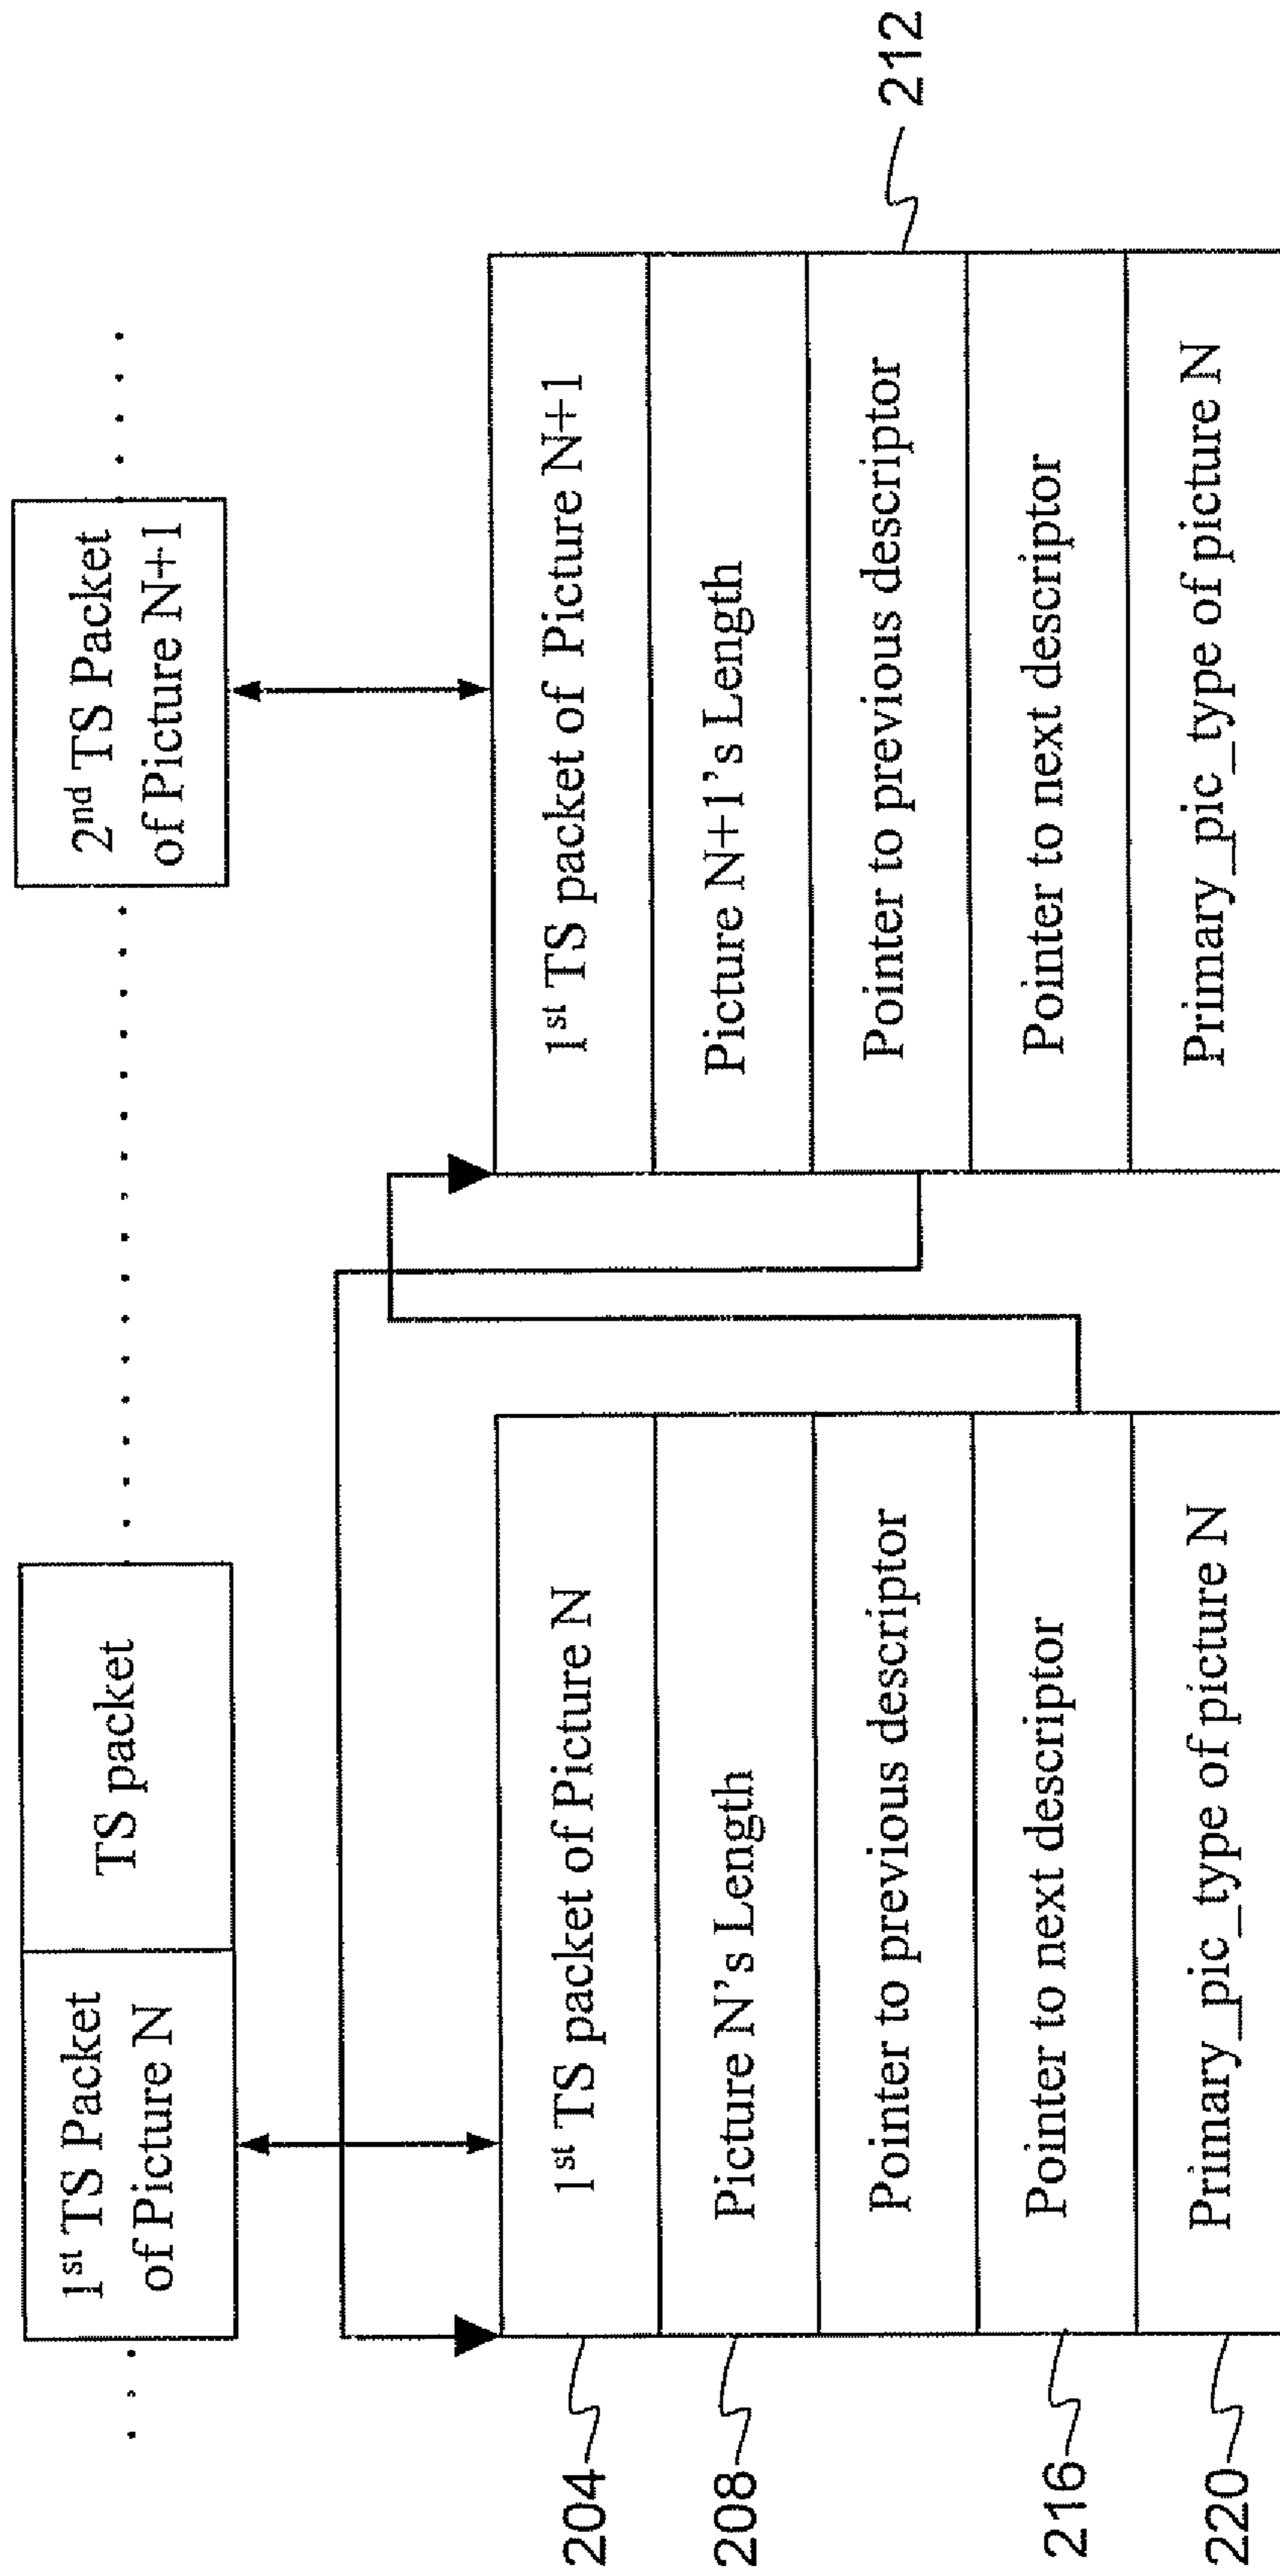 1st TS Packet
of Picture N
TS packet
2nd TS Packet
of Picture N+1
204
1st TS packet of Picture N
208
Picture N's Length
Pointer to previous descriptor
216
Pointer to next descriptor
220
Primary_pic_type of picture N
1st TS packet of Picture N+1
Picture N+1's Length
Pointer to previous descriptor
212
Pointer to next descriptor
Primary_pic_type of picture N